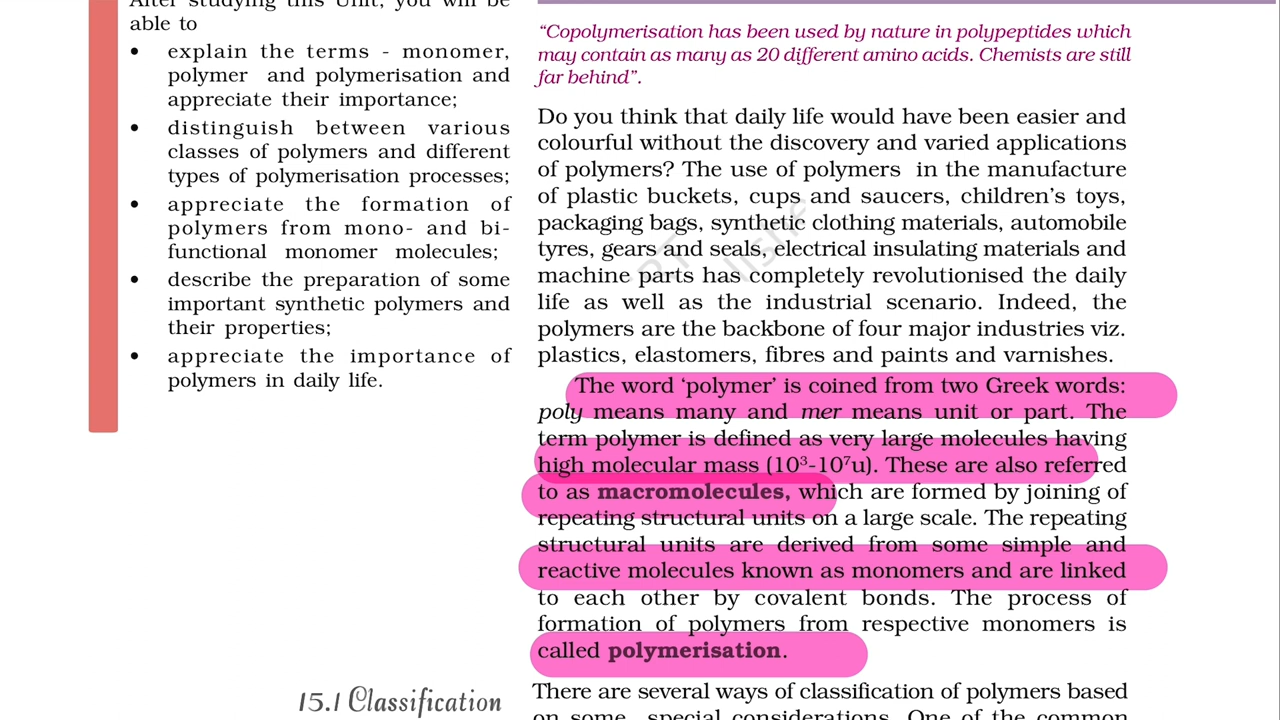 After studying this Unit, you will be
able to
• explain the terms - monomer,
polymer and polymerisation and
appreciate their importance;
• distinguish between various
classes of polymers and different
types of polymerisation processes;
• appreciate the formation of
polymers from mono- and bi-
functional monomer molecules;
• describe the preparation of some
important synthetic polymers and
their properties;
• appreciate the importance of
polymers in daily life.
“Copolymerisation has been used by nature in polypeptides which
may contain as many as 20 different amino acids. Chemists are still
far behind”.
Do you think that daily life would have been easier and
colourful without the discovery and varied applications
of polymers? The use of polymers in the manufacture
of plastic buckets, cups and saucers, children’s toys,
packaging bags, synthetic clothing materials, automobile
tyres, gears and seals, electrical insulating materials and
machine parts has completely revolutionised the daily
life as well as the industrial scenario. Indeed, the
polymers are the backbone of four major industries viz.
plastics, elastomers, fibres and paints and varnishes.
The word ‘polymer’ is coined from two Greek words:
poly means many and mer means unit or part. The
term polymer is defined as very large molecules having
high molecular mass (10³-10⁷u). These are also referred
to as macromolecules, which are formed by joining of
repeating structural units on a large scale. The repeating
structural units are derived from some simple and
reactive molecules known as monomers and are linked
to each other by covalent bonds. The process of
formation of polymers from respective monomers is
called polymerisation.
15.1 Classification
There are several ways of classification of polymers based
on some special considerations. One of the common